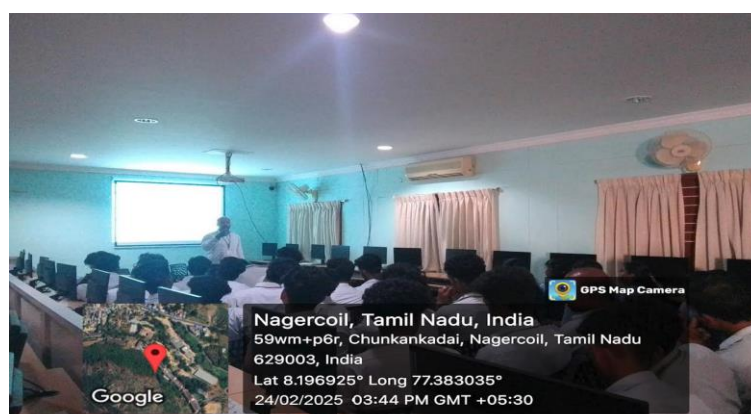 GPS Map Camera
Nagercoil, Tamil Nadu, India
59wm+p6r, Chunkankadai, Nagercoil, Tamil Nadu
629003, India
Lat 8.196925° Long 77.383035°
24/02/2025 03:44 PM GMT +05:30
Google